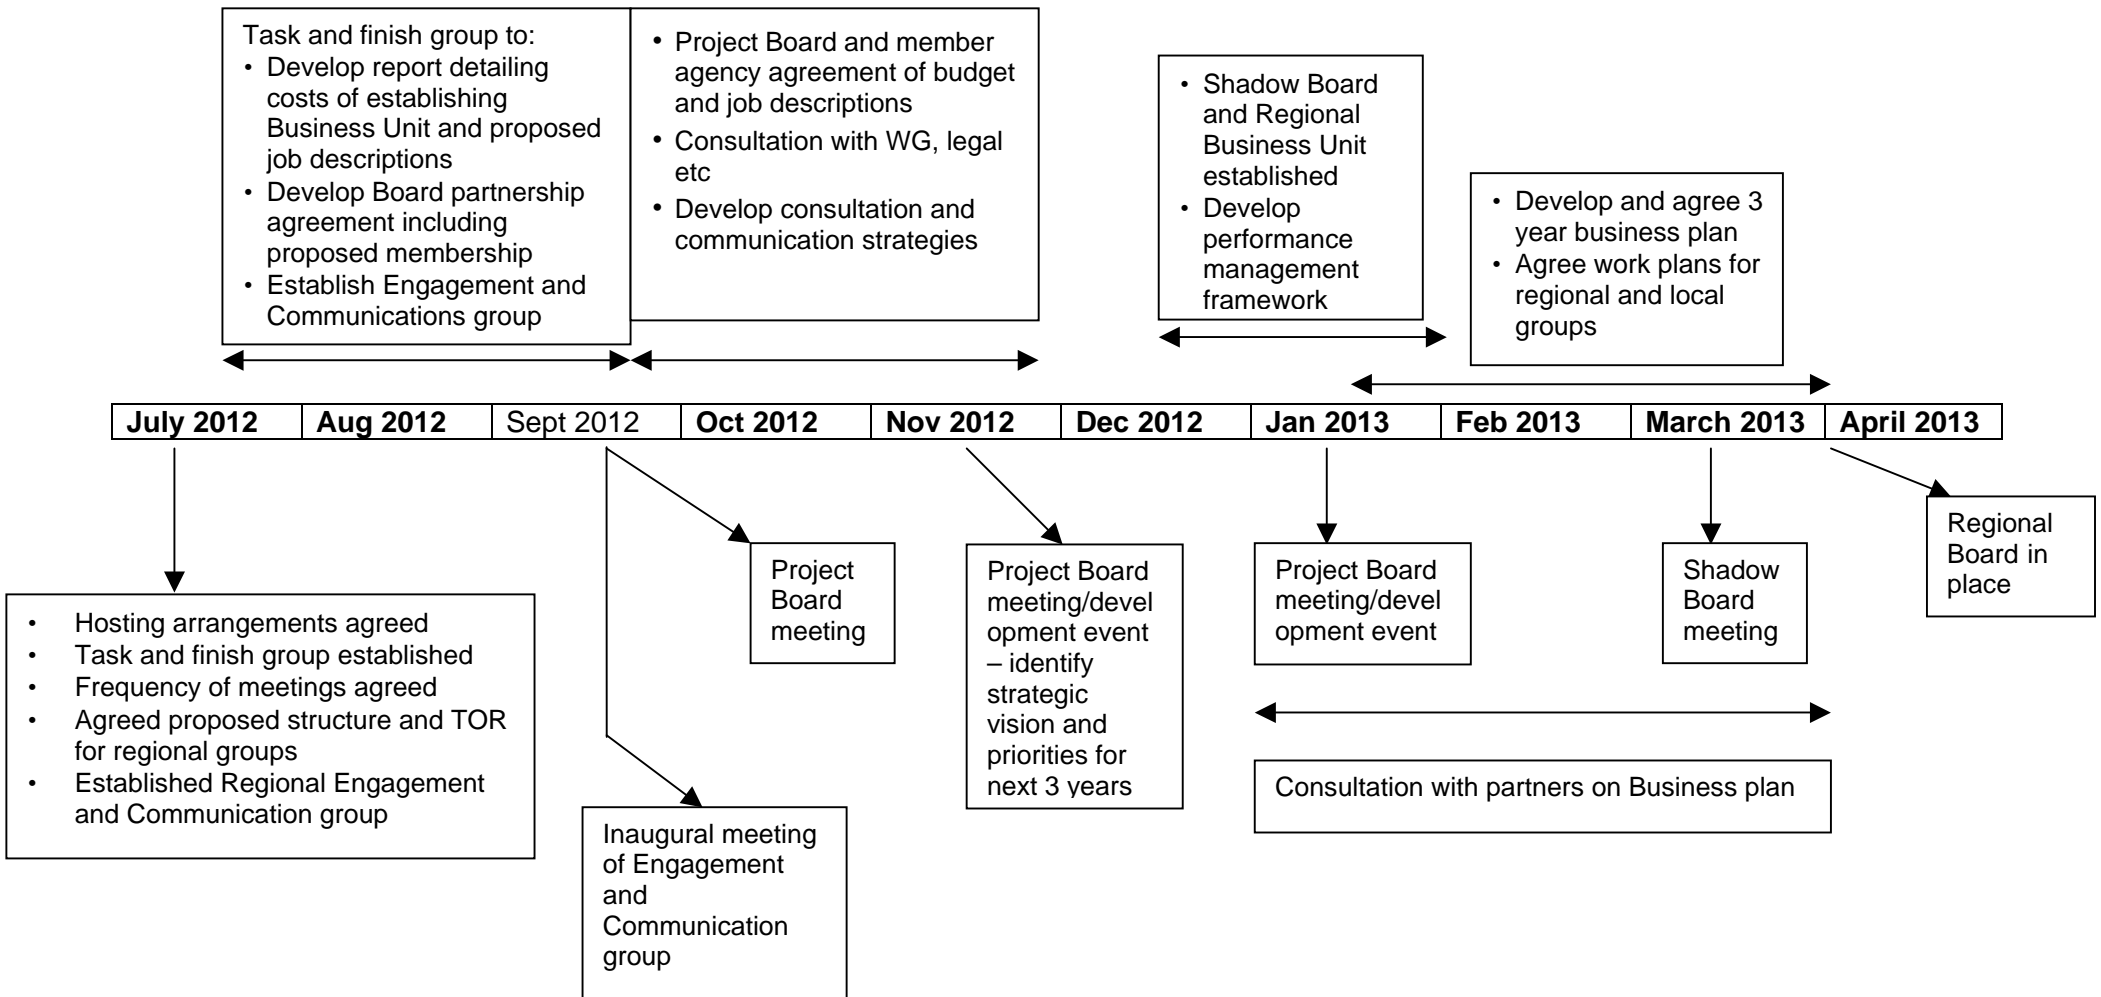 Task and finish group to:
• Develop report detailing
costs of establishing
Business Unit and proposed
job descriptions
• Develop Board partnership
agreement including
proposed membership
• Establish Engagement and
Communications group
• Project Board and member
agency agreement of budget
and job descriptions
• Consultation with WG, legal
etc
• Develop consultation and
communication strategies
• Shadow Board
and Regional
Business Unit
established
• Develop
performance
management
framework
• Develop and agree 3
year business plan
• Agree work plans for
regional and local
groups
July 2012 Aug 2012 Sept 2012 Oct 2012 Nov 2012 Dec 2012 Jan 2013 Feb 2013 March 2013 April 2013
• Hosting arrangements agreed
• Task and finish group established
• Frequency of meetings agreed
• Agreed proposed structure and TOR
for regional groups
• Established Regional Engagement
and Communication group
Inaugural meeting
of Engagement
and
Communication
group
Project
Board
meeting
Project Board
meeting/devel
opment event
– identify
strategic
vision and
priorities for
next 3 years
Project Board
meeting/devel
opment event
Shadow
Board
meeting
Regional
Board in
place
Consultation with partners on Business plan